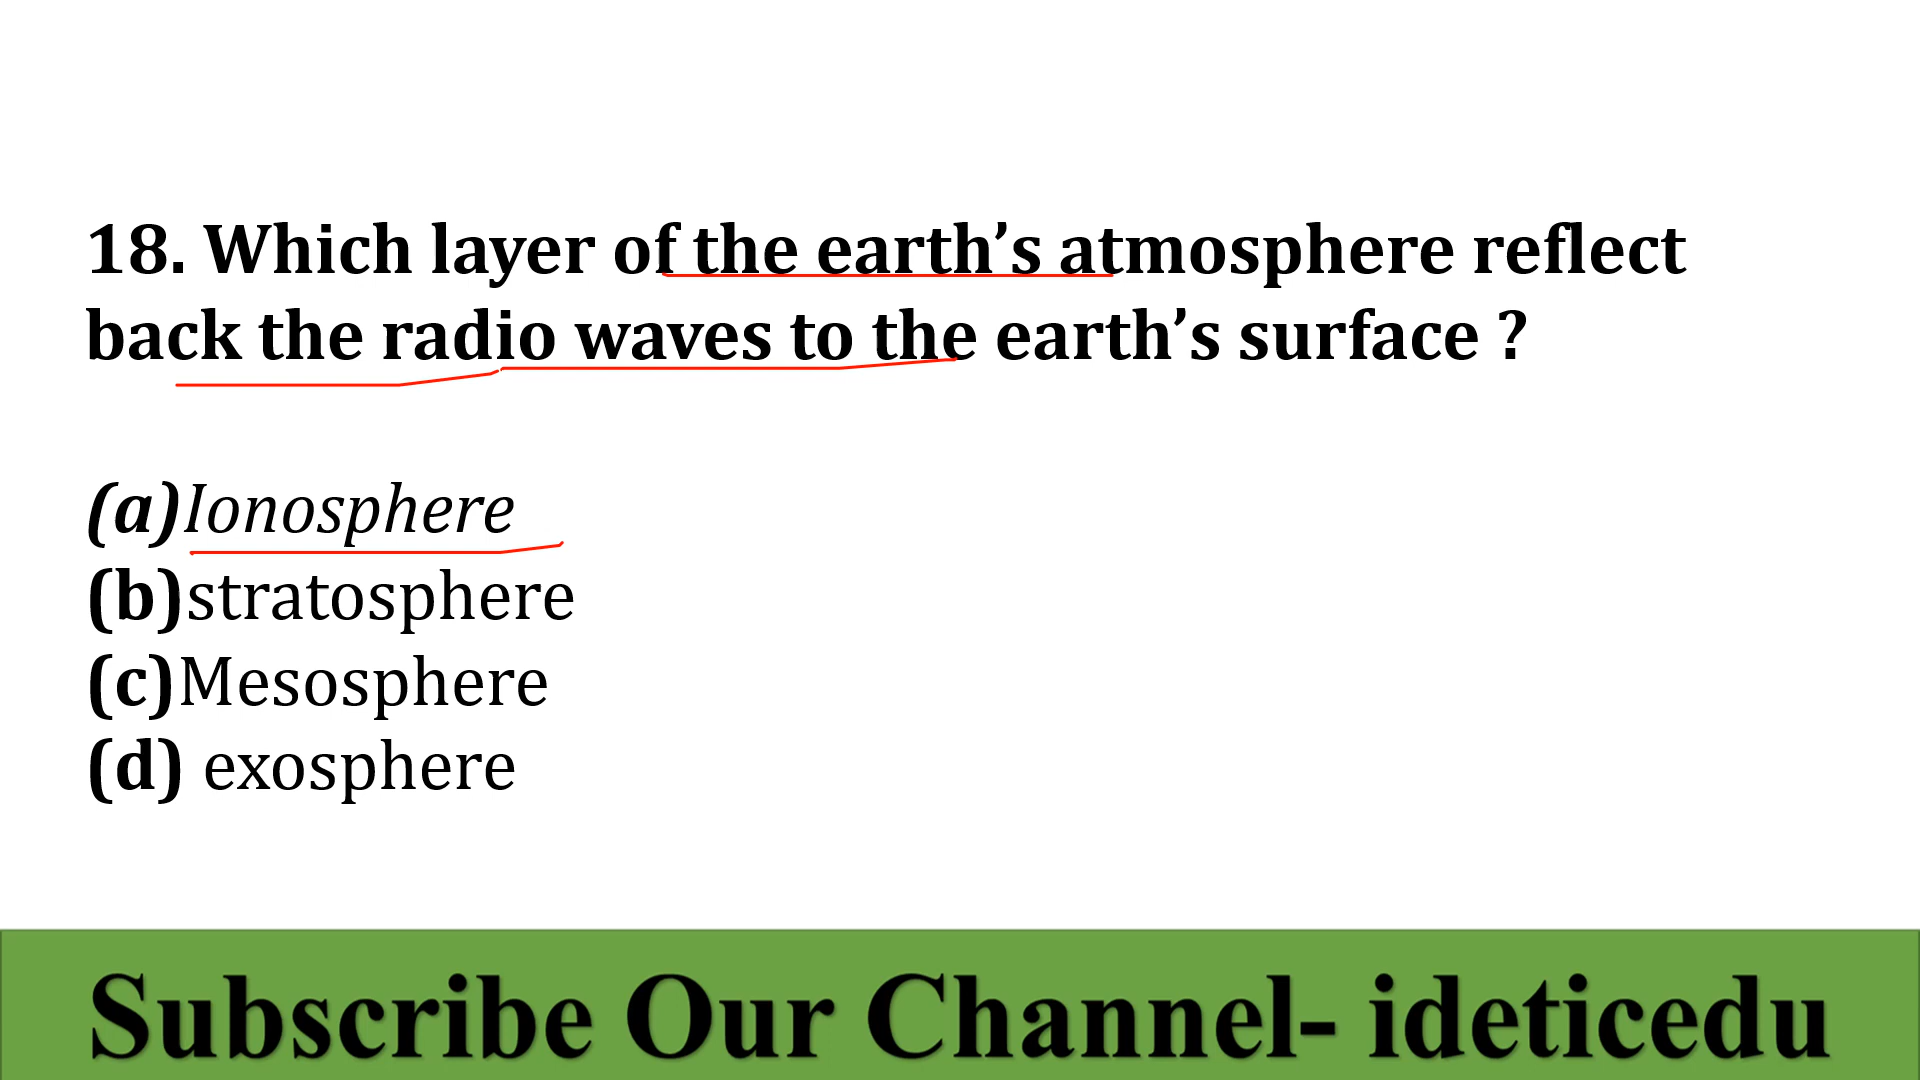 18. Which layer of the earth’s atmosphere reflect
back the radio waves to the earth’s surface ?
(a)Ionosphere
(b)stratosphere
(c)Mesosphere
(d) exosphere
Subscribe Our Channel- ideticedu